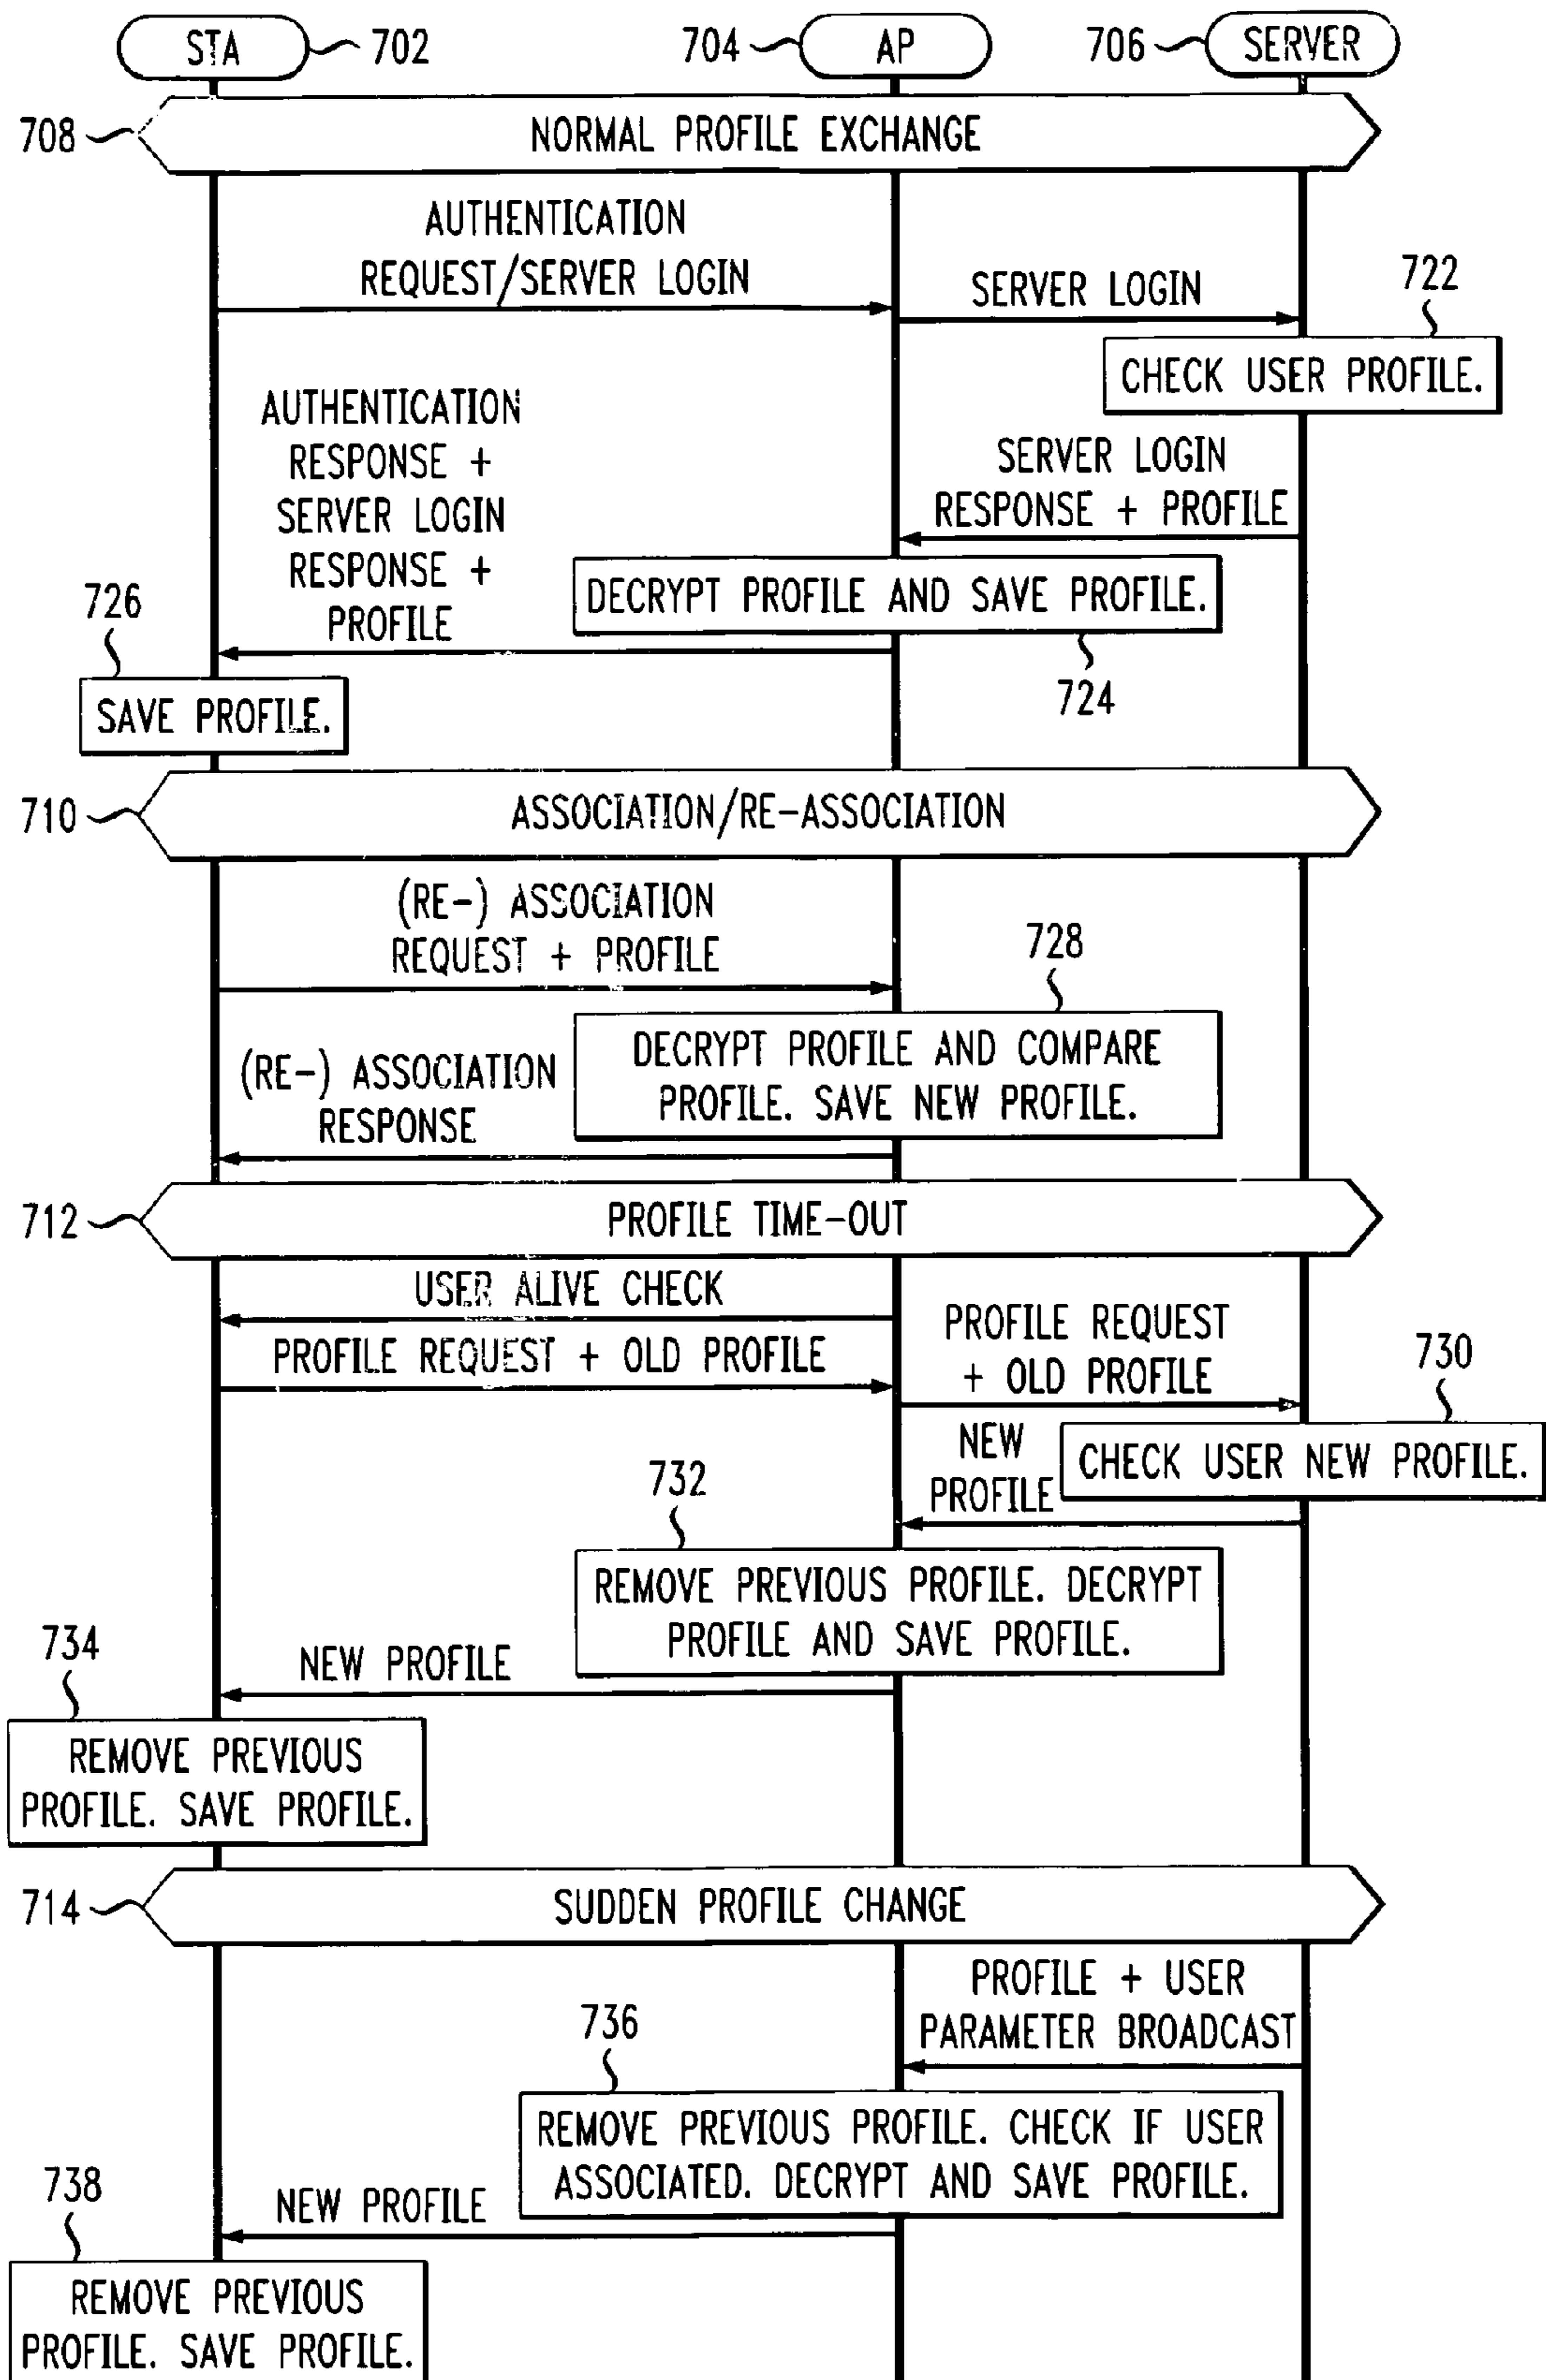 STA
702
704
AP
706
SERVER
708
NORMAL PROFILE EXCHANGE
AUTHENTICATION
REQUEST/SERVER LOGIN
SERVER LOGIN
722
CHECK USER PROFILE.
AUTHENTICATION
RESPONSE +
SERVER LOGIN
RESPONSE +
PROFILE
SERVER LOGIN
RESPONSE + PROFILE
DECRYPT PROFILE AND SAVE PROFILE.
724
726
SAVE PROFILE.
710
ASSOCIATION/RE-ASSOCIATION
(RE-) ASSOCIATION
REQUEST + PROFILE
728
DECRYPT PROFILE AND COMPARE
PROFILE. SAVE NEW PROFILE.
(RE-) ASSOCIATION
RESPONSE
712
PROFILE TIME-OUT
USER ALIVE CHECK
PROFILE REQUEST + OLD PROFILE
PROFILE REQUEST
+ OLD PROFILE
730
CHECK USER NEW PROFILE.
NEW
PROFILE
732
REMOVE PREVIOUS PROFILE. DECRYPT
PROFILE AND SAVE PROFILE.
NEW PROFILE
734
REMOVE PREVIOUS
PROFILE. SAVE PROFILE.
714
SUDDEN PROFILE CHANGE
PROFILE + USER
PARAMETER BROADCAST
736
REMOVE PREVIOUS PROFILE. CHECK IF USER
ASSOCIATED. DECRYPT AND SAVE PROFILE.
NEW PROFILE
738
REMOVE PREVIOUS
PROFILE. SAVE PROFILE.